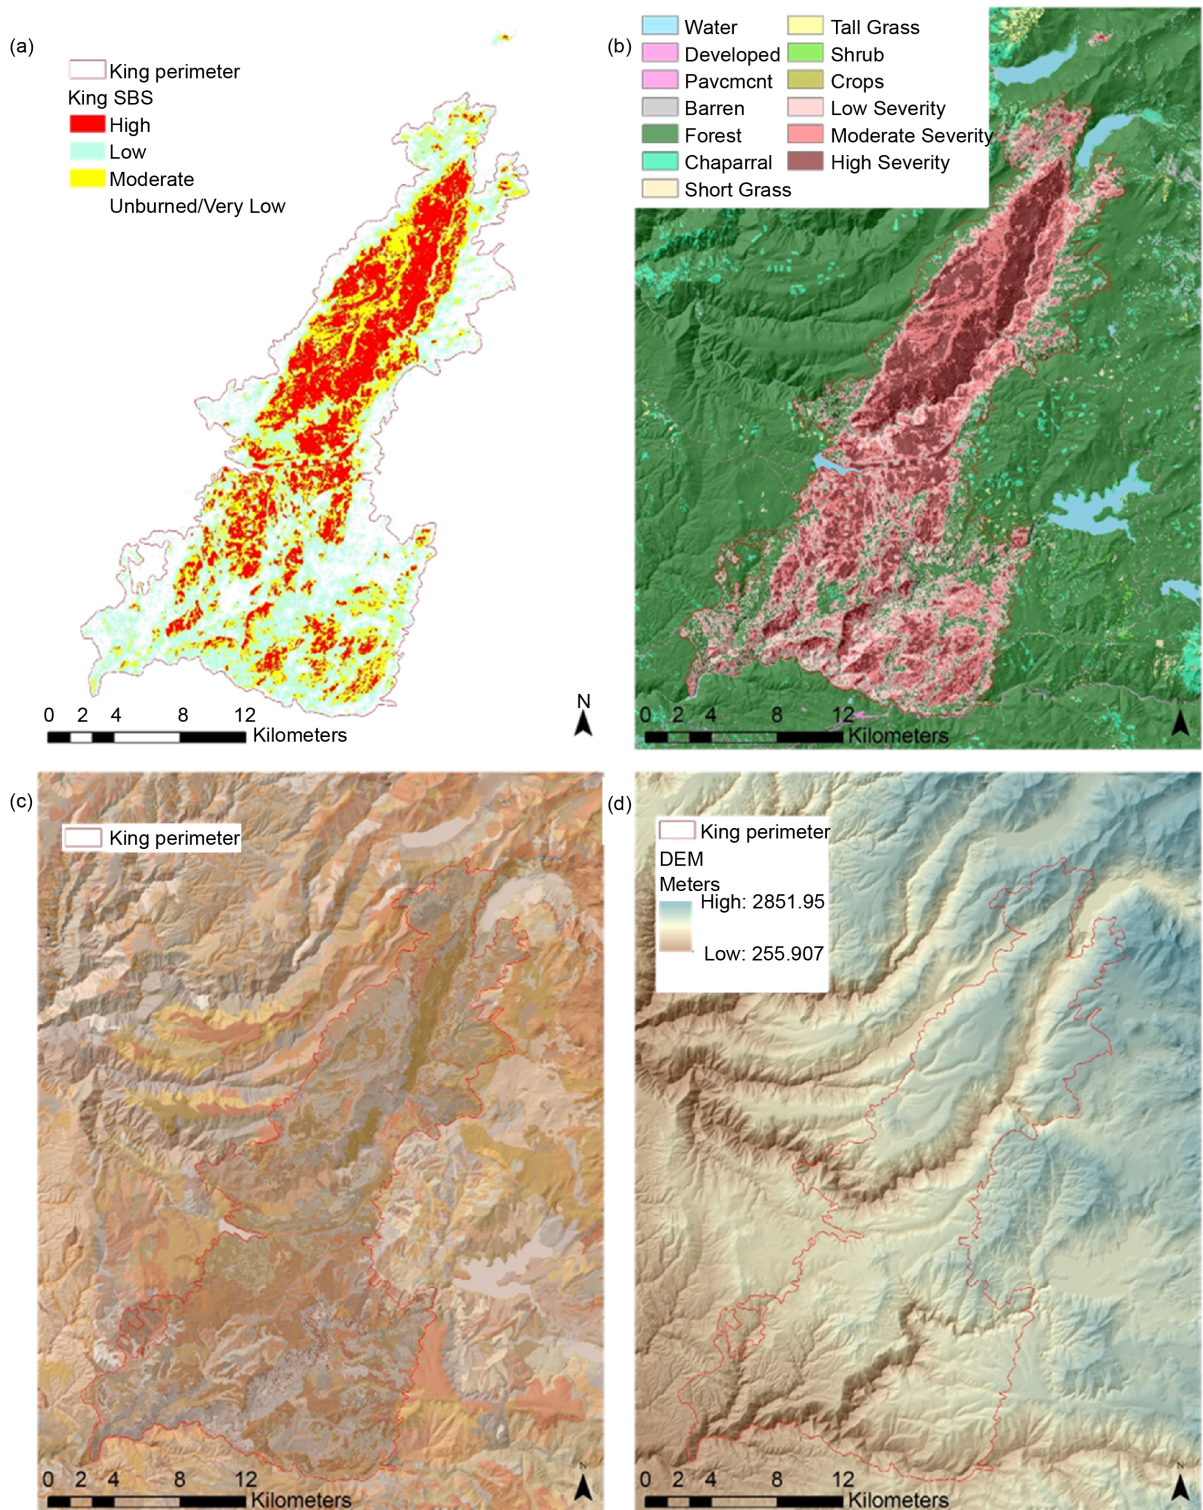 (a)
King perimeter
King SBS
High
Low
Moderate
Unburned/Very Low
0 2 4 8 12
Kilometers
N
(b)
Water
Developed
Pavcmcnt
Barren
Forest
Chaparral
Short Grass
Tall Grass
Shrub
Crops
Low Severity
Moderate Severity
High Severity
0 2 4 8 12
Kilometers
N
(c)
King perimeter
0 2 4 8 12
Kilometers
N
(d)
King perimeter
DEM
Meters
High: 2851.95
Low: 255.907
0 2 4 8 12
Kilometers
N